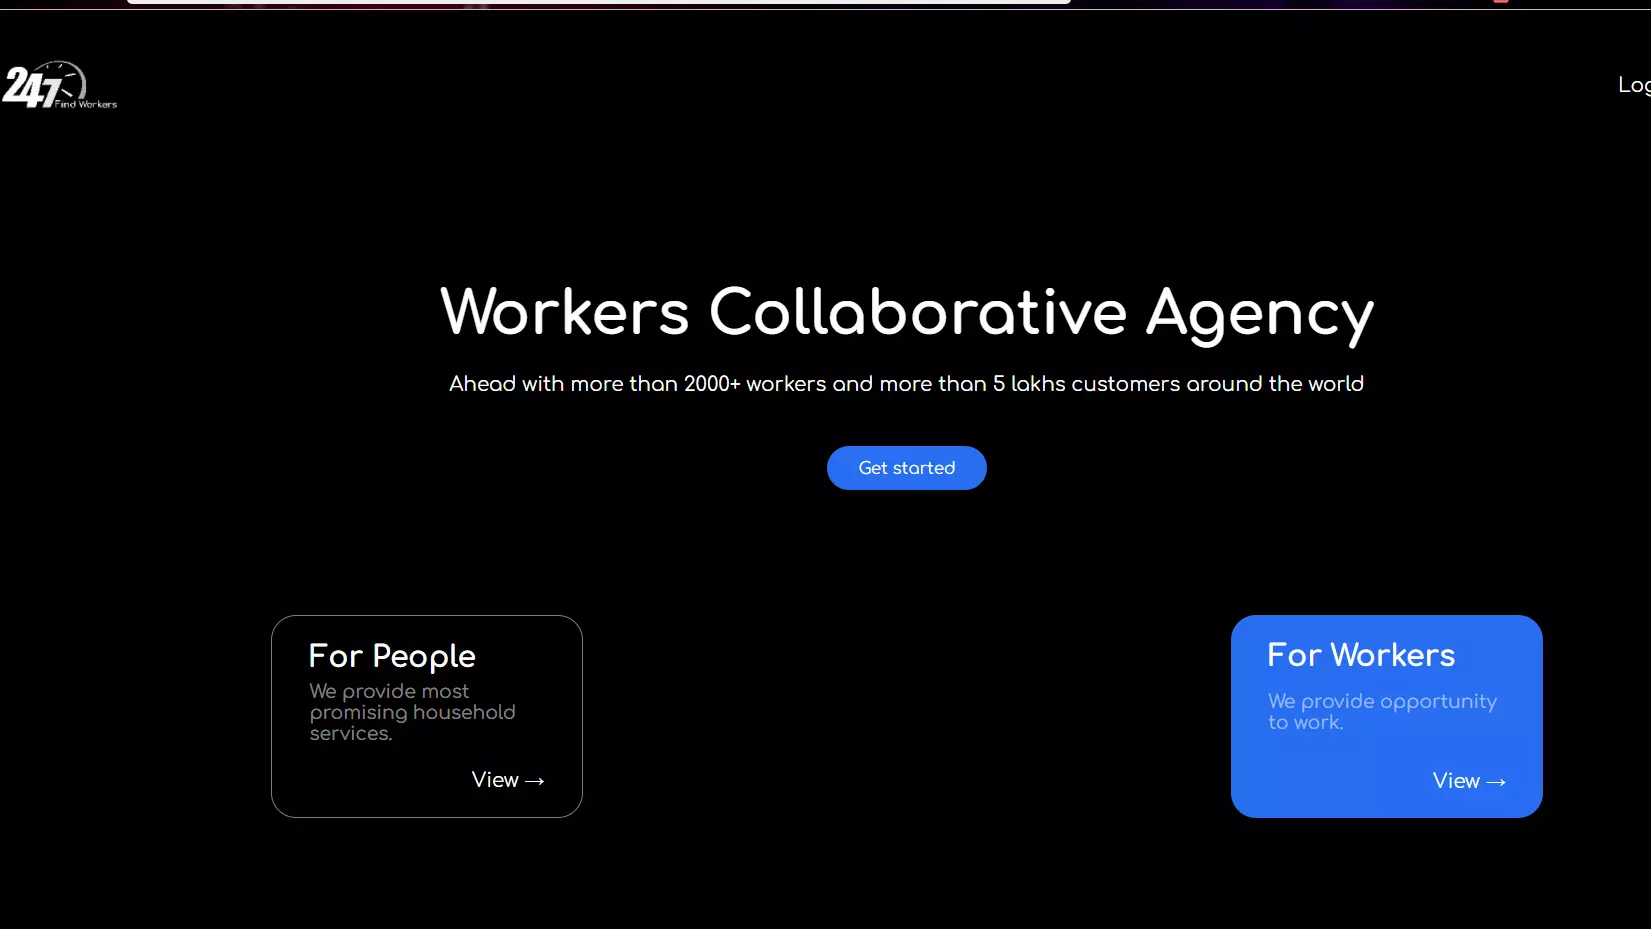 247
Find Workers
Log
Workers Collaborative Agency
Ahead with more than 2000+ workers and more than 5 lakhs customers around the world
Get started
For People
We provide most
promising household
services.
View →
For Workers
We provide opportunity
to work.
View →